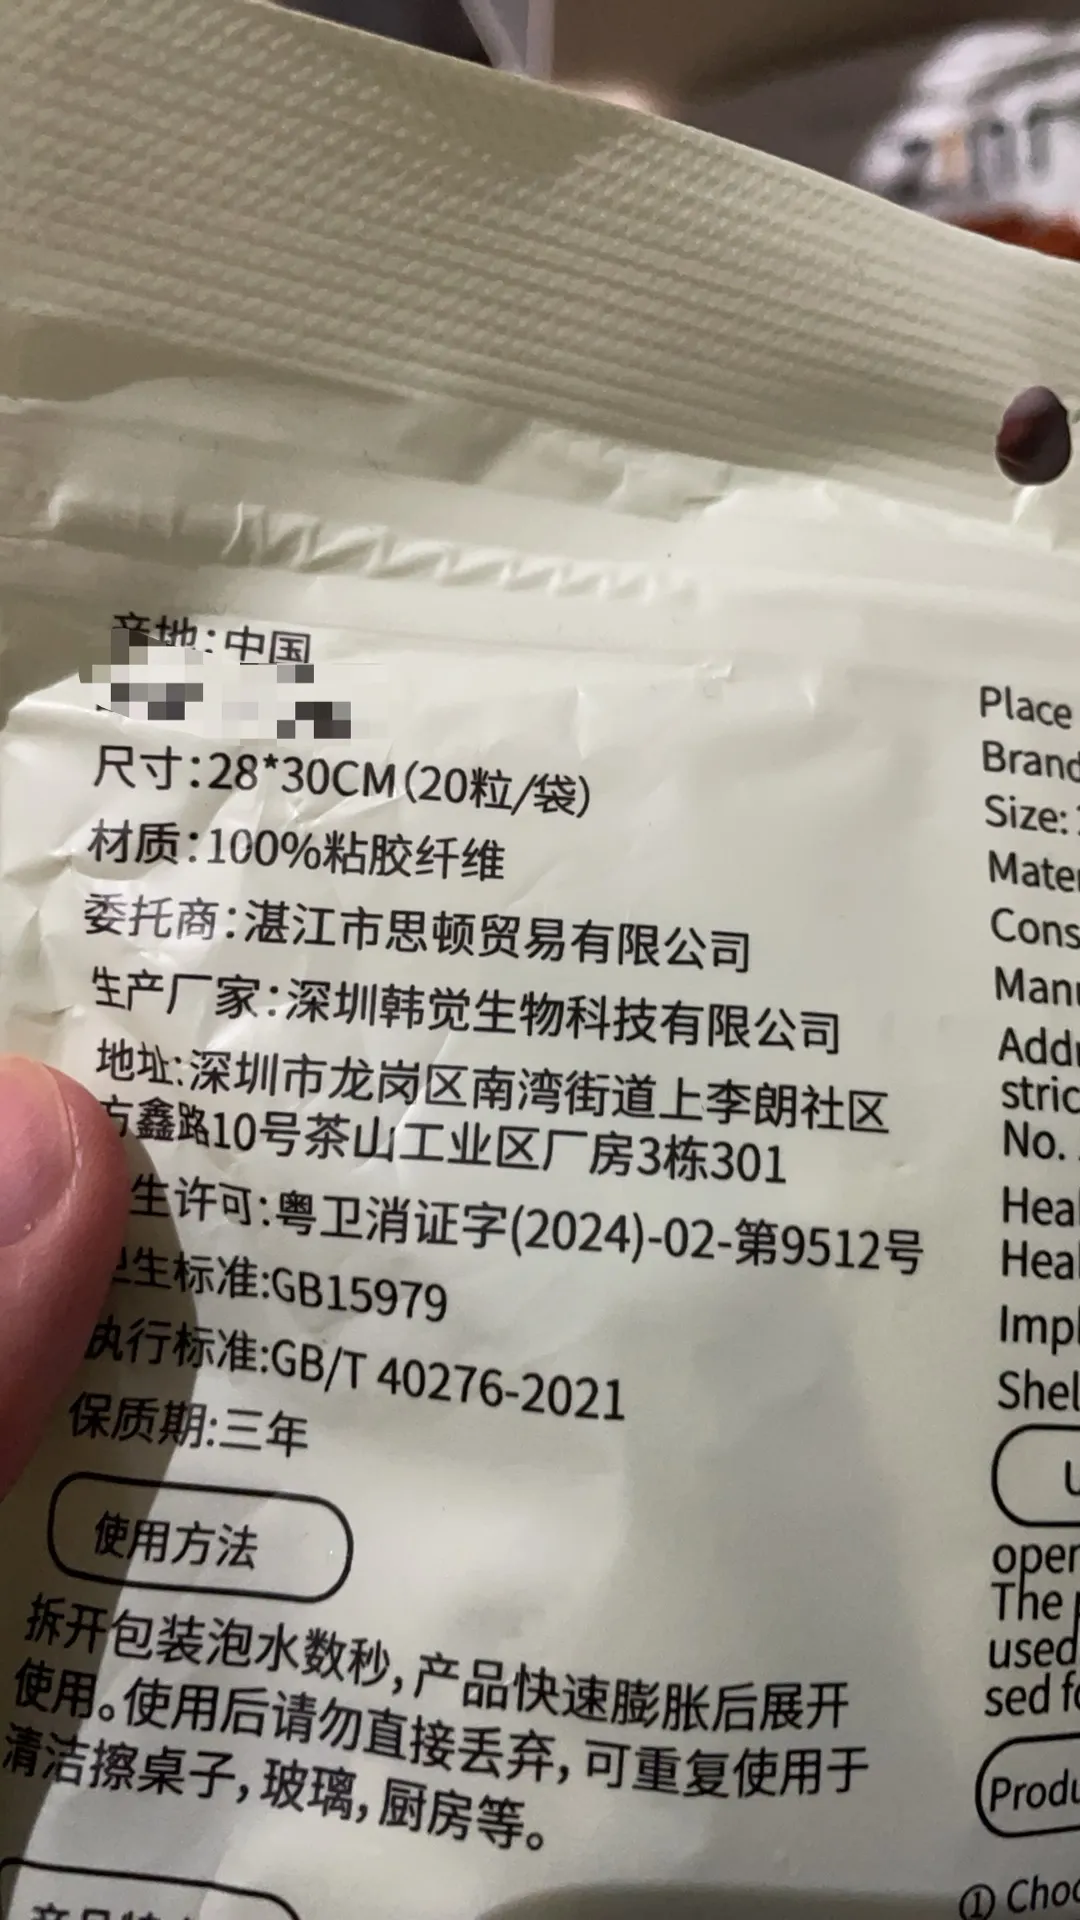 产地:中国
尺寸:28*30CM(20粒/袋)
材质:100%粘胶纤维
委托商:湛江市思顿贸易有限公司
生产厂家:深圳韩觉生物科技有限公司
地址:深圳市龙岗区南湾街道上李朗社区
方鑫路10号茶山工业区厂房3栋301
生许可:粤卫消证字(2024)-02-第9512号
卫生标准:GB15979
执行标准:GB/T 40276-2021
保质期:三年
使用方法
拆开包装泡水数秒,产品快速膨胀后展开
使用。使用后请勿直接丢弃,可重复使用于
清洁擦桌子,玻璃,厨房等。
Place
Brand
Size:
Mater
Cons
Manu
Addr
stric
No.
Heal
Heal
Impl
Shel
U
oper
The
used
sed fo
Produ
① Choo